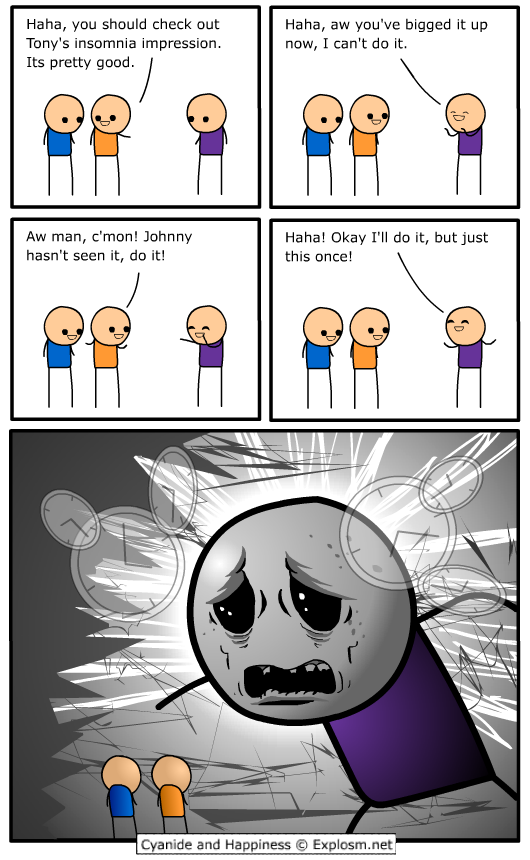 Haha, you should check out
Tony's insomnia impression.
Its pretty good.
Haha, aw you've bigged it up
now, I can't do it.
Aw man, c'mon! Johnny
hasn't seen it, do it!
Haha! Okay I'll do it, but just
this once!
Cyanide and Happiness © Explosm.net